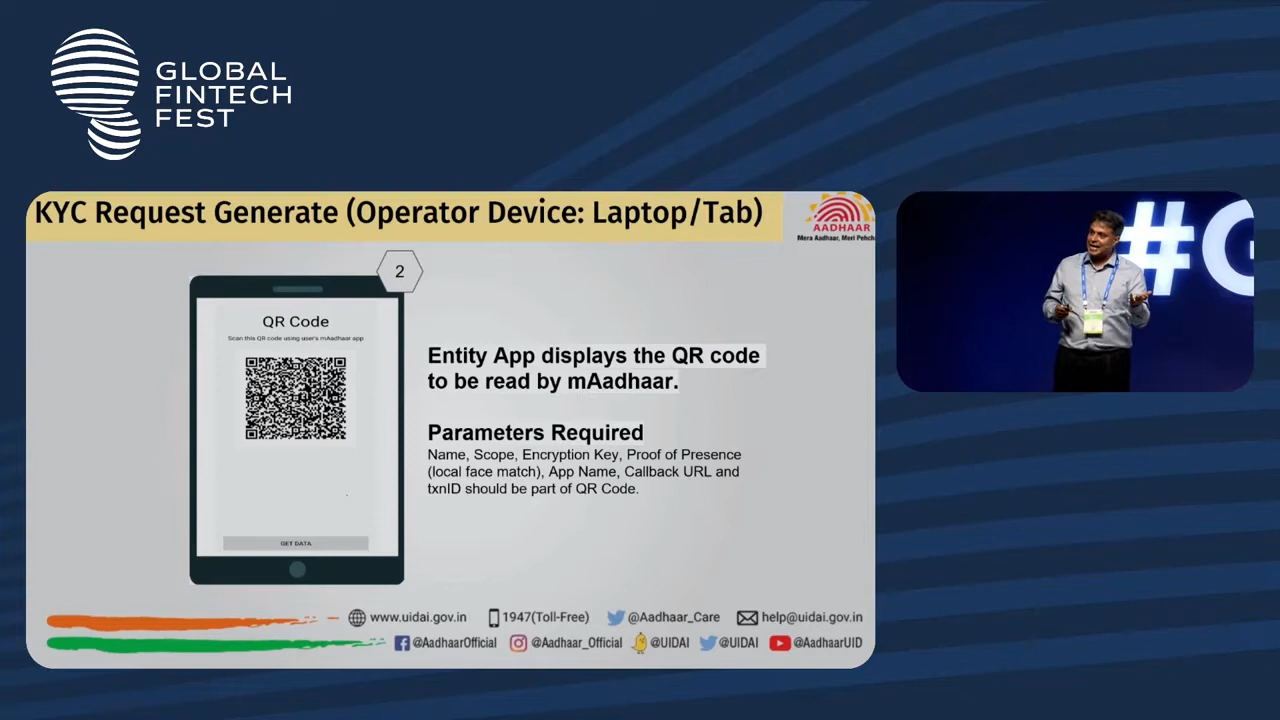 GLOBAL
FINTECH
FEST
KYC Request Generate (Operator Device: Laptop/Tab)
AADHAAR
Mera Aadhaar, Meri Pehch
2
QR Code
Scan this QR code using user's mAadhaar app
GET DATA
Entity App displays the QR code
to be read by mAadhaar.
Parameters Required
Name, Scope, Encryption Key, Proof of Presence
(local face match), App Name, Callback URL and
txnID should be part of QR Code.
www.uidai.gov.in 1947(Toll-Free) @Aadhaar_Care help@uidai.gov.in
@AadhaarOfficial @Aadhaar_Official @UIDAI @UIDAI @AadhaarUID
#G